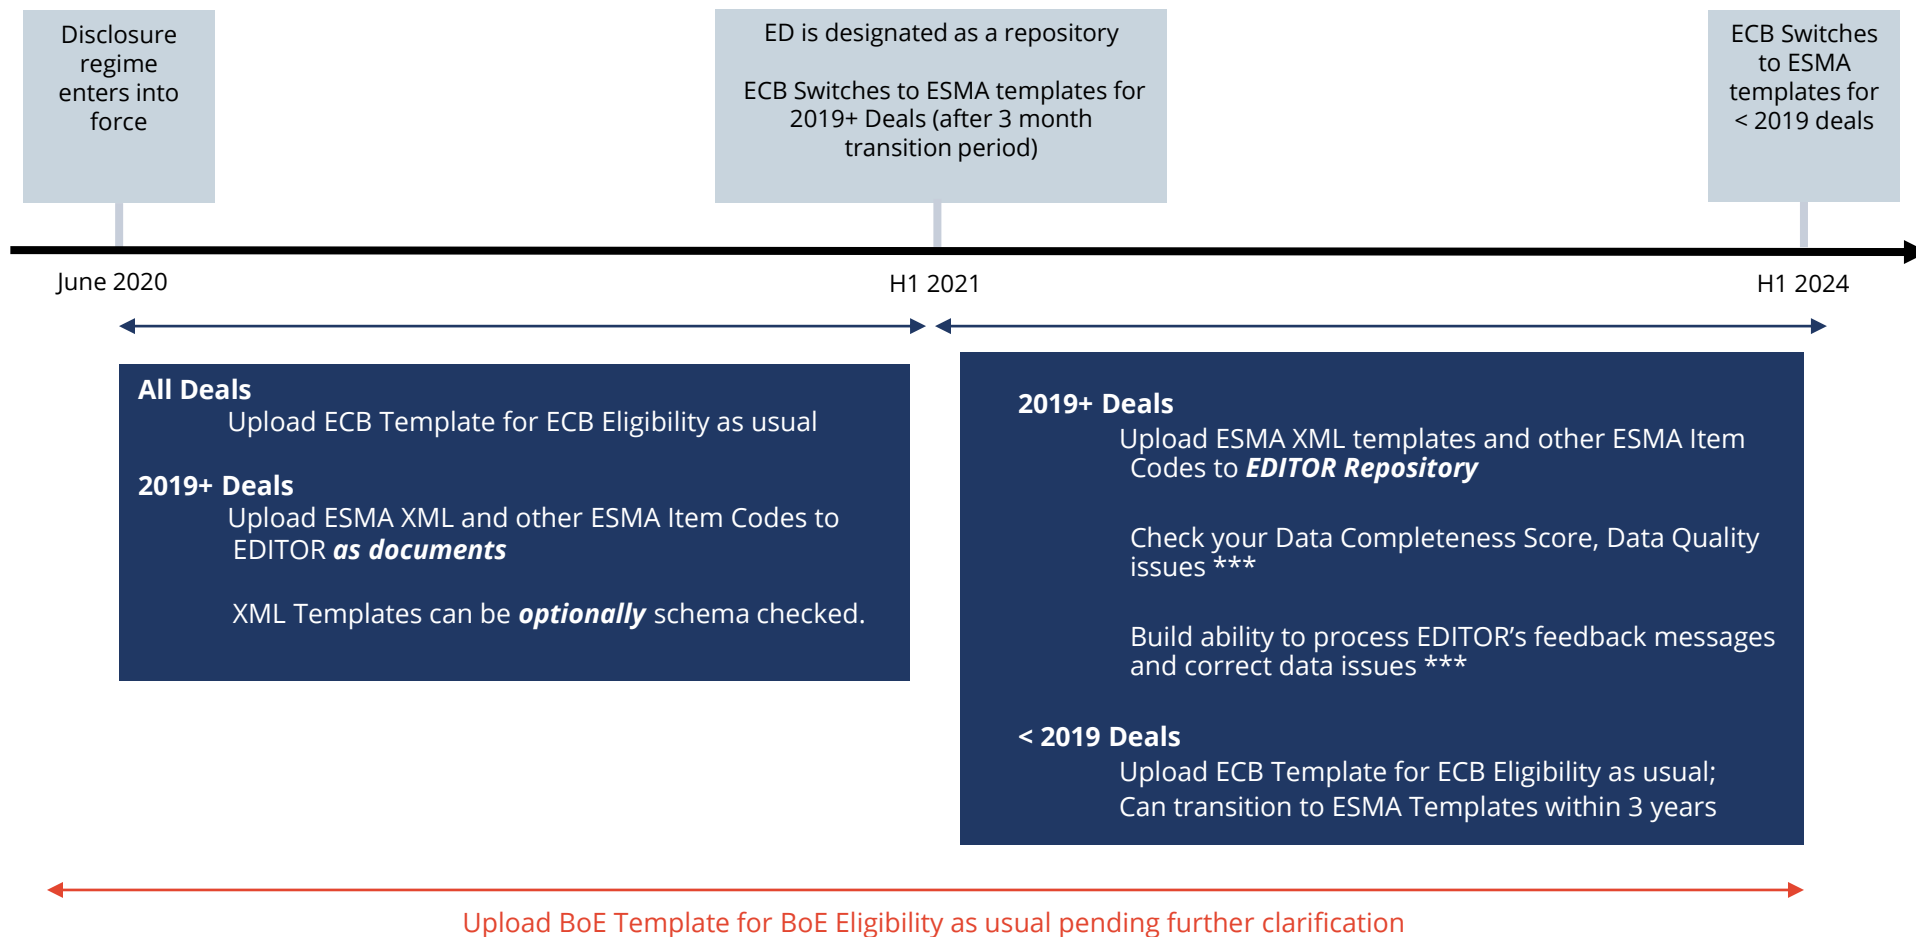 Disclosure
regime
enters into
force
ED is designated as a repository
ECB Switches to ESMA templates for
2019+ Deals (after 3 month
transition period)
ECB Switches
to ESMA
templates for
< 2019 deals
June 2020
H1 2021
H1 2024
All Deals
Upload ECB Template for ECB Eligibility as usual
2019+ Deals
Upload ESMA XML and other ESMA Item Codes to
EDITOR as documents
XML Templates can be optionally schema checked.
2019+ Deals
Upload ESMA XML templates and other ESMA Item
Codes to EDITOR Repository
Check your Data Completeness Score, Data Quality
issues ***
Build ability to process EDITOR’s feedback messages
and correct data issues ***
< 2019 Deals
Upload ECB Template for ECB Eligibility as usual;
Can transition to ESMA Templates within 3 years
Upload BoE Template for BoE Eligibility as usual pending further clarification